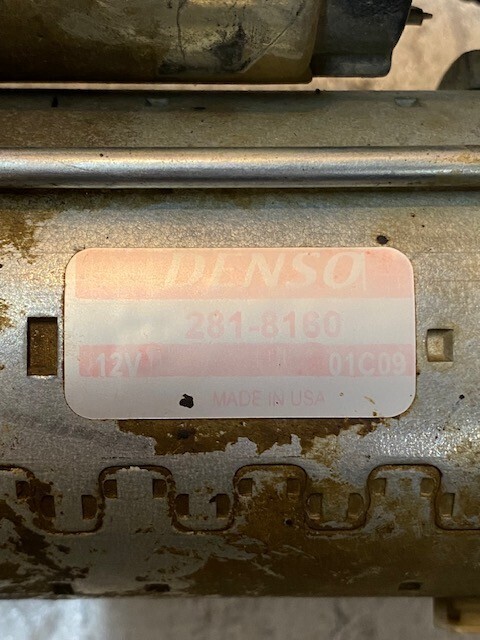 DENSO
281-8160
12V 01C09
MADE IN USA